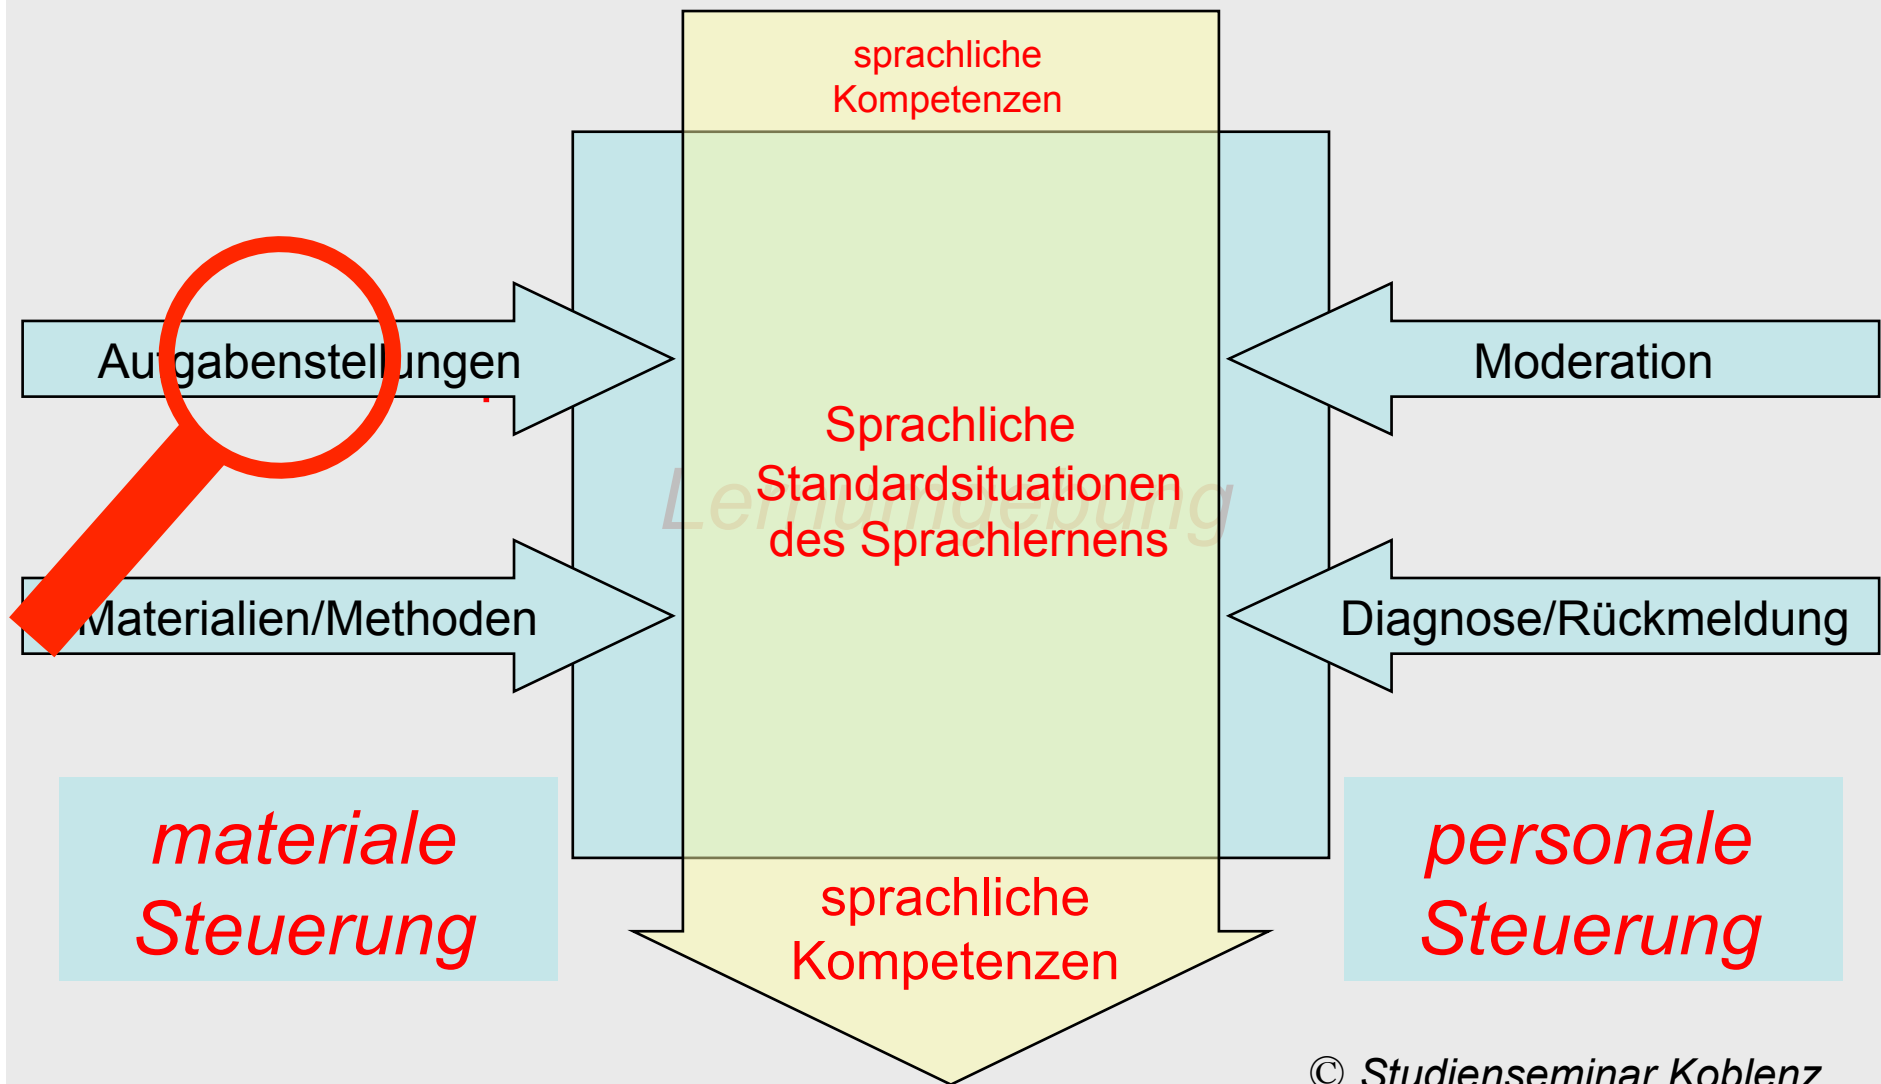 sprachliche
Kompetenzen
Aufgabenstellungen
Moderation
Sprachliche
Standardsituationen
des Sprachlernens
Lernumgebung
Materialien/Methoden
Diagnose/Rückmeldung
materiale
Steuerung
personale
Steuerung
sprachliche
Kompetenzen
© Studienseminar Koblenz